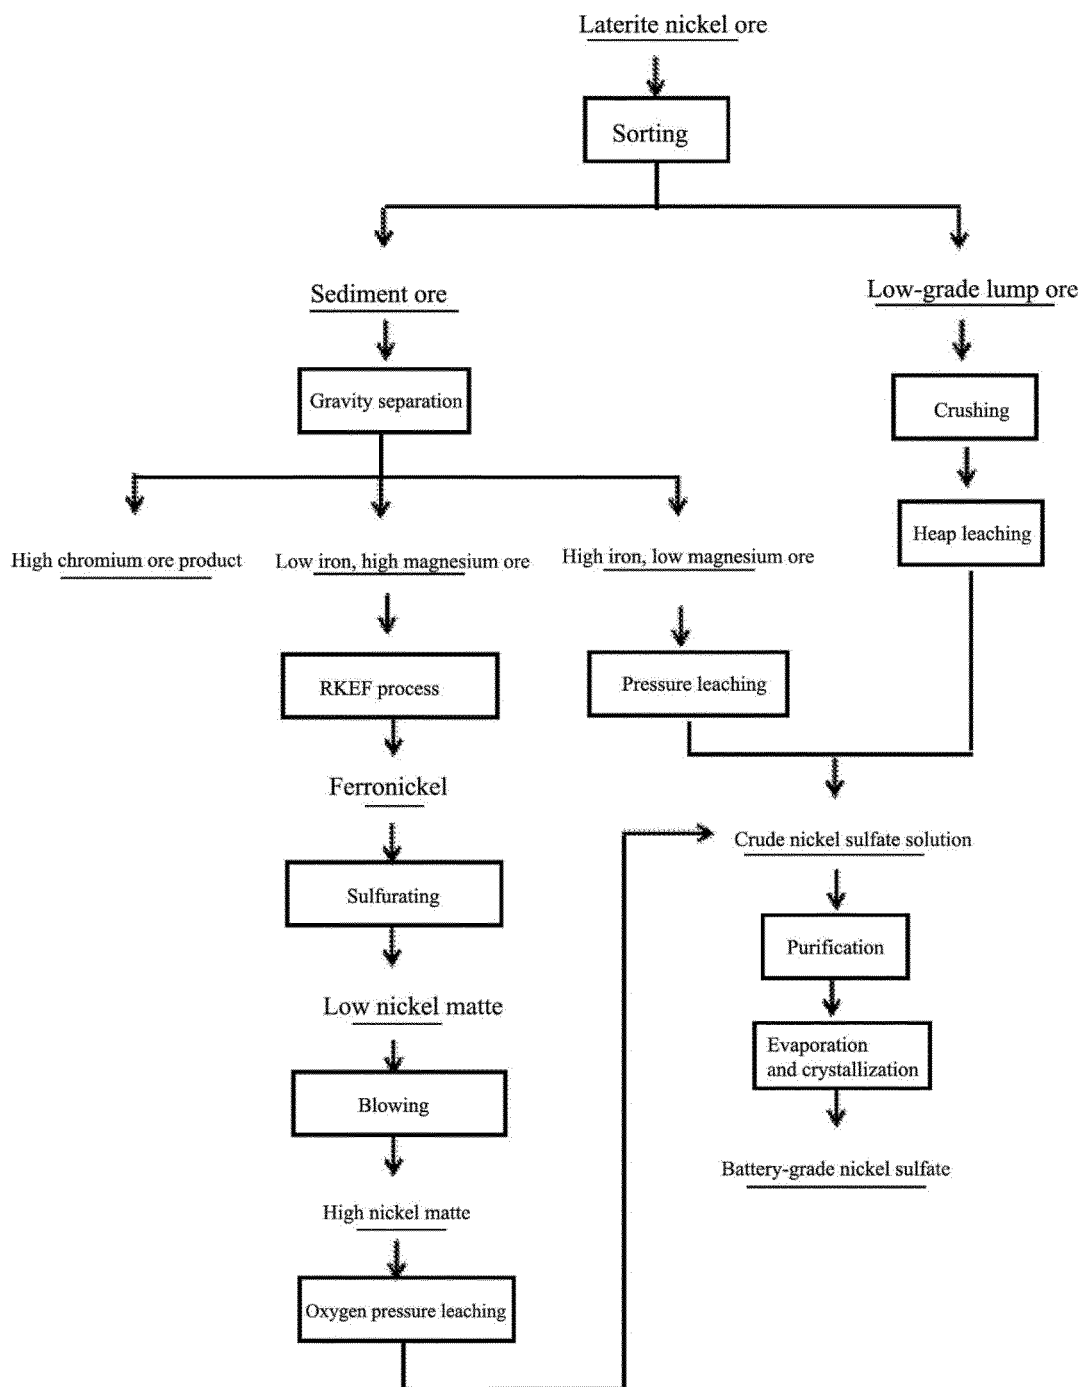 Laterite nickel ore
Sorting
Sediment ore
Low-grade lump ore
Gravity separation
Crushing
Heap leaching
High chromium ore product
Low iron, high magnesium ore
High iron, low magnesium ore
RKEF process
Pressure leaching
Ferronickel
Crude nickel sulfate solution
Sulfurating
Purification
Low nickel matte
Evaporation
and crystallization
Blowing
Battery-grade nickel sulfate
High nickel matte
Oxygen pressure leaching